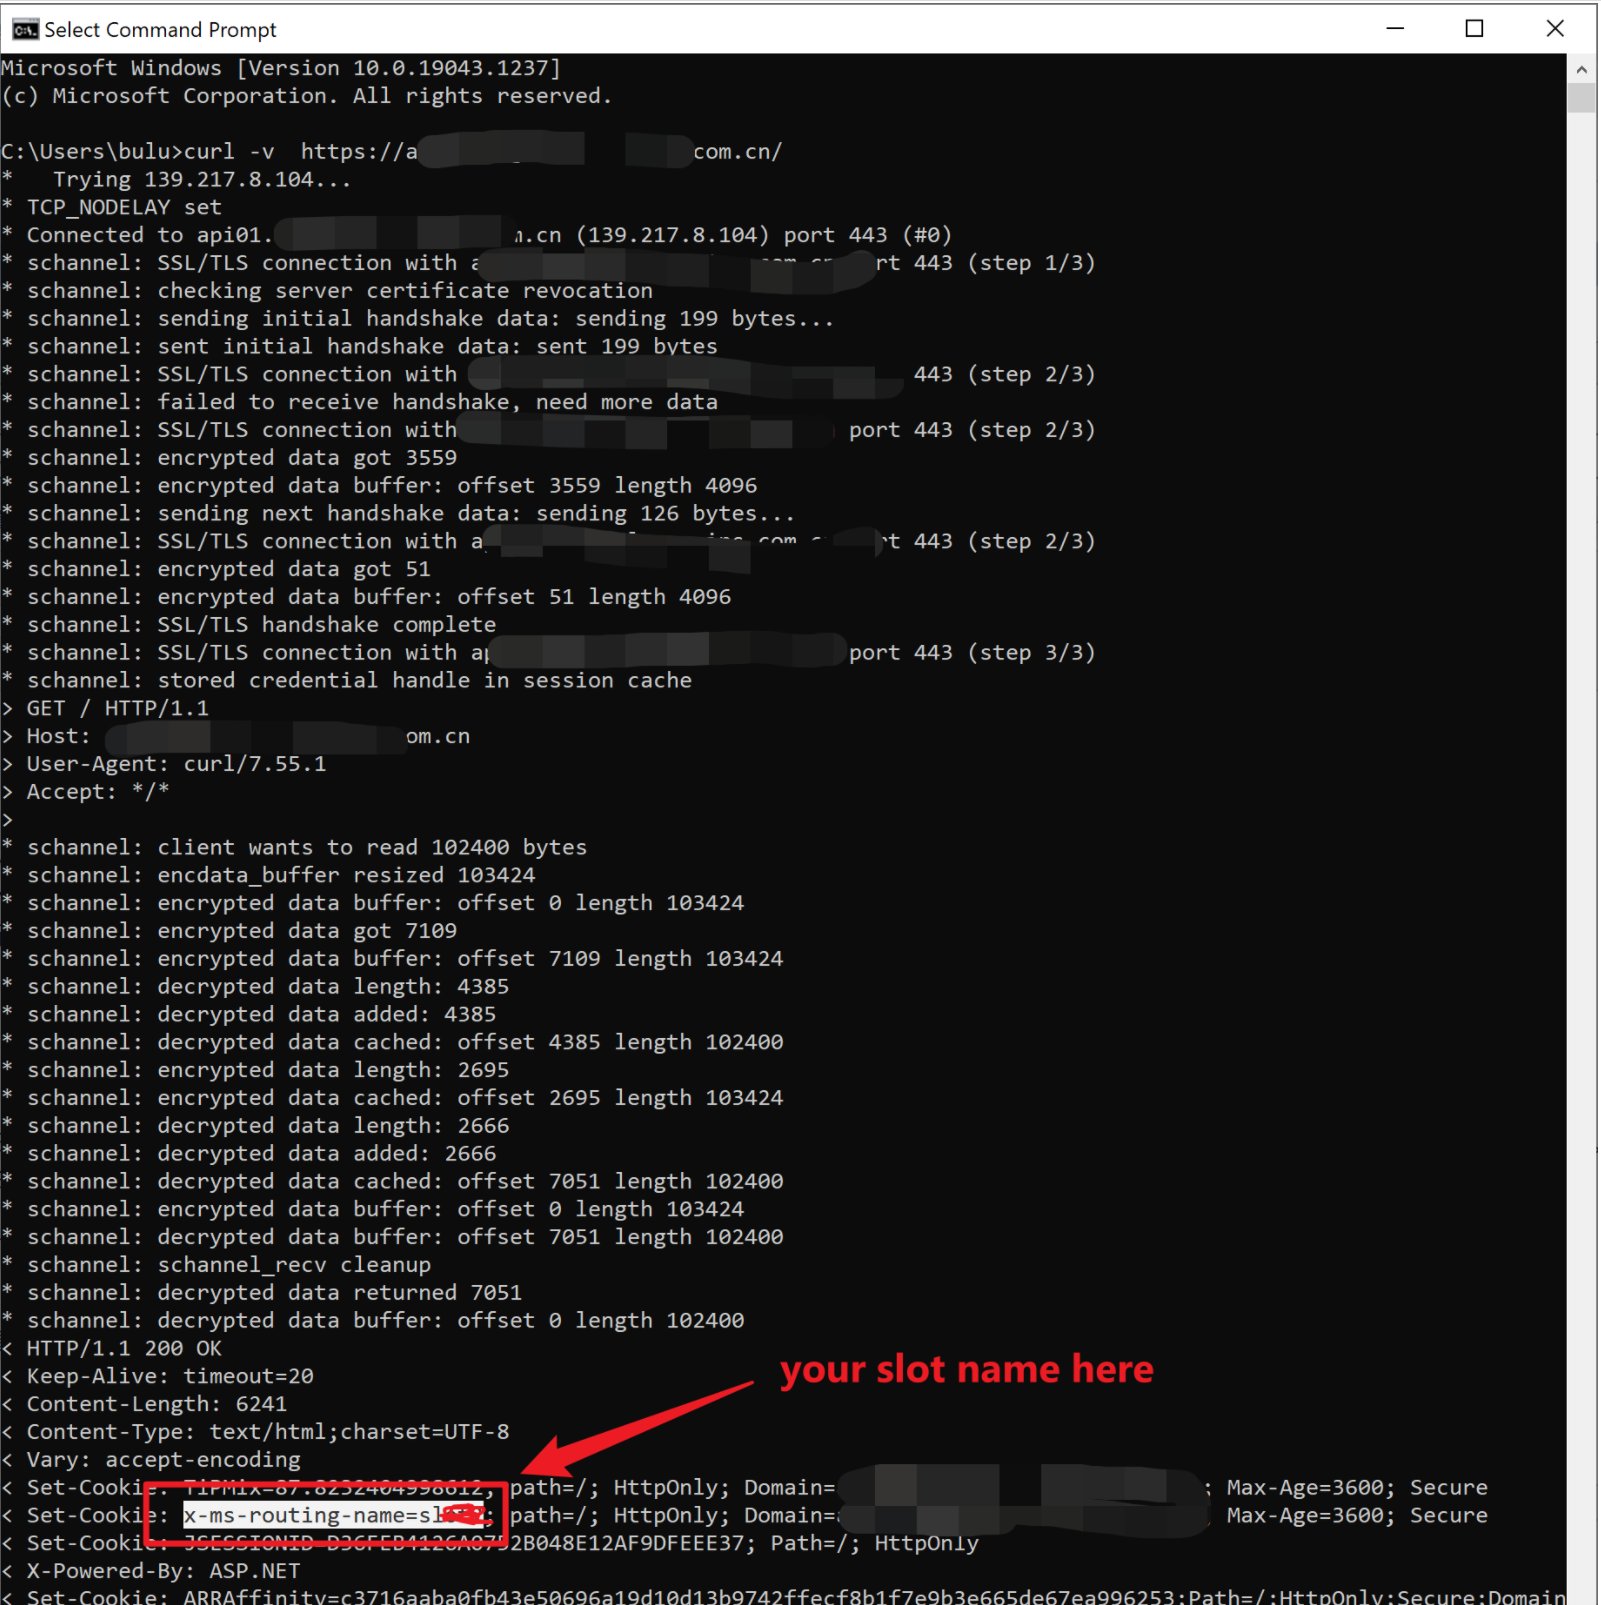 Select Command Prompt
Microsoft Windows [Version 10.0.19043.1237]
(c) Microsoft Corporation. All rights reserved.
C:\Users\bulu>curl -v  https://a com.cn/
*   Trying 139.217.8.104...
* TCP_NODELAY set
* Connected to api01. .cn (139.217.8.104) port 443 (#0)
* schannel: SSL/TLS connection with 443 (step 1/3)
* schannel: checking server certificate revocation
* schannel: sending initial handshake data: sending 199 bytes...
* schannel: sent initial handshake data: sent 199 bytes
* schannel: SSL/TLS connection with 443 (step 2/3)
* schannel: failed to receive handshake, need more data
* schannel: SSL/TLS connection with port 443 (step 2/3)
* schannel: encrypted data got 3559
* schannel: encrypted data buffer: offset 3559 length 4096
* schannel: sending next handshake data: sending 126 bytes...
* schannel: SSL/TLS connection with 443 (step 2/3)
* schannel: encrypted data got 51
* schannel: encrypted data buffer: offset 51 length 4096
* schannel: SSL/TLS handshake complete
* schannel: SSL/TLS connection with port 443 (step 3/3)
* schannel: stored credential handle in session cache
> GET / HTTP/1.1
> Host: om.cn
> User-Agent: curl/7.55.1
> Accept: */*
>
* schannel: client wants to read 102400 bytes
* schannel: encdata_buffer resized 103424
* schannel: encrypted data buffer: offset 0 length 103424
* schannel: encrypted data got 7109
* schannel: encrypted data buffer: offset 7109 length 103424
* schannel: decrypted data length: 4385
* schannel: decrypted data added: 4385
* schannel: decrypted data cached: offset 4385 length 102400
* schannel: encrypted data length: 2695
* schannel: encrypted data cached: offset 2695 length 103424
* schannel: decrypted data length: 2666
* schannel: decrypted data added: 2666
* schannel: decrypted data cached: offset 7051 length 102400
* schannel: encrypted data buffer: offset 0 length 103424
* schannel: decrypted data buffer: offset 7051 length 102400
* schannel: schannel_recv cleanup
* schannel: decrypted data returned 7051
* schannel: decrypted data buffer: offset 0 length 102400
< HTTP/1.1 200 OK
your slot name here
< Keep-Alive: timeout=20
< Content-Length: 6241
< Content-Type: text/html;charset=UTF-8
< Vary: accept-encoding
< Set-Cookie: TiPMix=87.8232404998612; path=/; HttpOnly; Domain= ; Max-Age=3600; Secure
< Set-Cookie: x-ms-routing-name=sl ; path=/; HttpOnly; Domain= Max-Age=3600; Secure
< Set-Cookie: Path=/; HttpOnly
< X-Powered-By: ASP.NET
< Set-Cookie: ARRAffinity=c3716aaba0fb43e50696a19d10d13b9742ffecf8b1f7e9b3e665de67ea996253;Path=/;HttpOnly;Secure;Domain